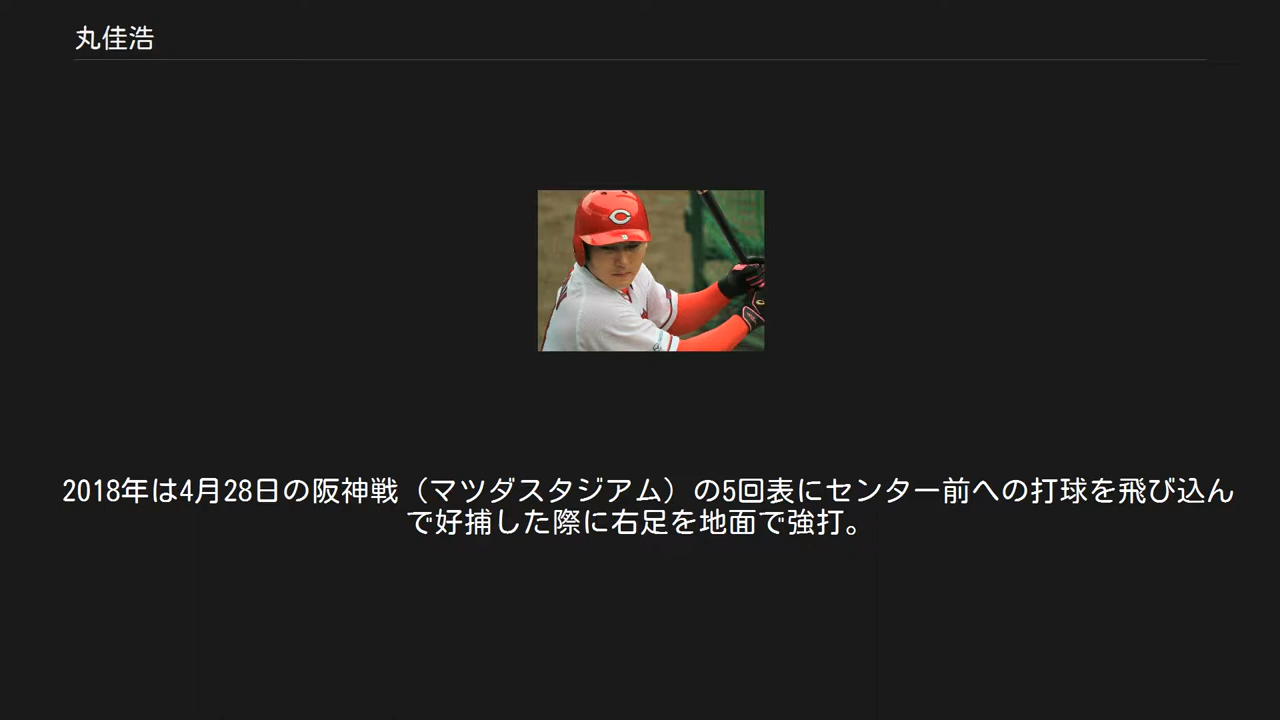 丸佳浩
C
2018年は4月28日の阪神戦（マツダスタジアム）の5回表にセンター前への打球を飛び込ん
で好捕した際に右足を地面で強打。